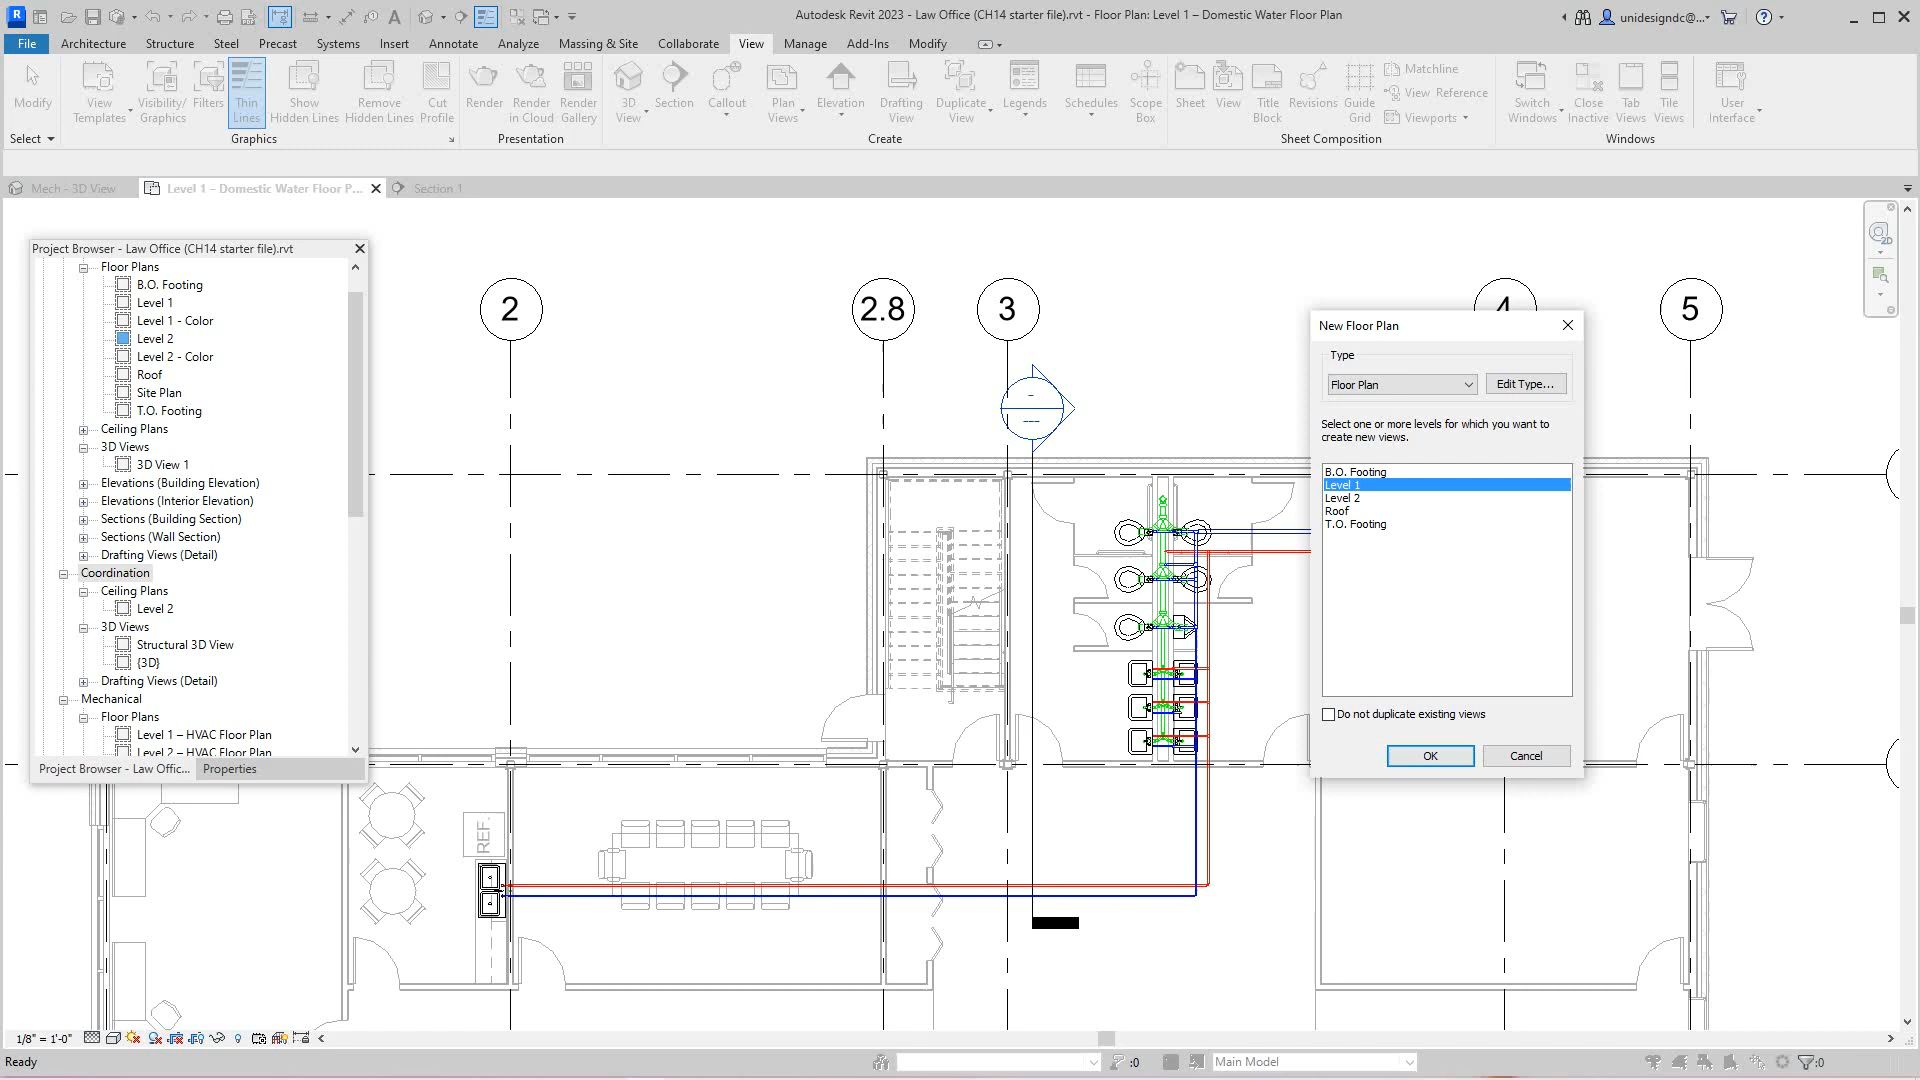 Autodesk Revit 2023 - Law Office (CH14 starter file).rvt - Floor Plan: Level 1 – Domestic Water Floor Plan
unidesigndc@...
File Architecture Structure Steel Precast Systems Insert Annotate Analyze Massing & Site Collaborate View Manage Add-Ins Modify
Modify
View Templates
Visibility/ Graphics
Filters
Thin Lines
Show Hidden Lines
Remove Hidden Lines
Cut Profile
Render
Render in Cloud
Render Gallery
3D View
Section
Callout
Plan Views
Elevation
Drafting View
Duplicate View
Legends
Schedules
Scope Box
Sheet
View
Title Block
Revisions
Guide Grid
Matchline
View Reference
Viewports
Switch Windows
Close Inactive
Tab Views
Tile Views
User Interface
Select Graphics Presentation Create Sheet Composition Windows
Mech - 3D View
Level 1 – Domestic Water Floor P...
Section 1
Project Browser - Law Office (CH14 starter file).rvt
Floor Plans
B.O. Footing
Level 1
Level 1 - Color
Level 2
Level 2 - Color
Roof
Site Plan
T.O. Footing
Ceiling Plans
3D Views
3D View 1
Elevations (Building Elevation)
Elevations (Interior Elevation)
Sections (Building Section)
Sections (Wall Section)
Drafting Views (Detail)
Coordination
Ceiling Plans
Level 2
3D Views
Structural 3D View
{3D}
Drafting Views (Detail)
Mechanical
Floor Plans
Level 1 – HVAC Floor Plan
Level 2 – HVAC Floor Plan
Project Browser - Law Offic...
Properties
2
2.8
3
4
5
2D
REF.
New Floor Plan
Type
Floor Plan
Edit Type...
Select one or more levels for which you want to
create new views.
B.O. Footing
Level 1
Level 2
Roof
T.O. Footing
Do not duplicate existing views
OK
Cancel
1/8" = 1'-0"
Ready
:0
Main Model
:0